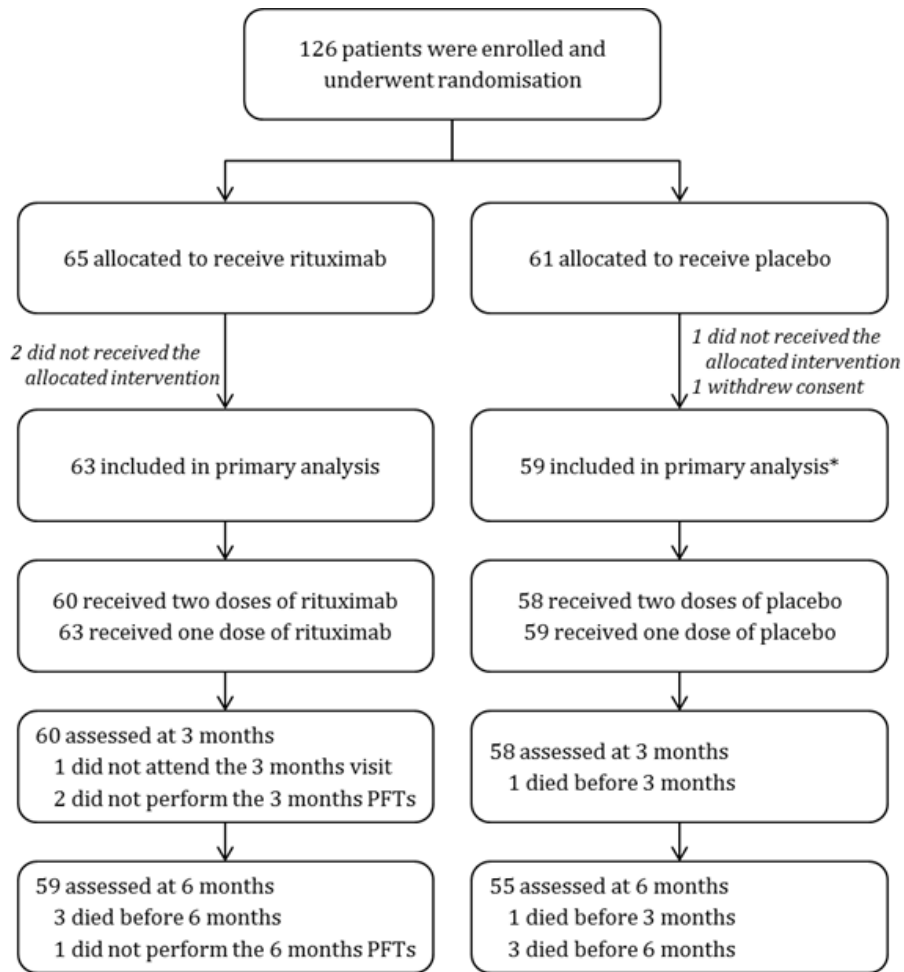 126 patients were enrolled and
underwent randomisation
65 allocated to receive rituximab
61 allocated to receive placebo
2 did not received the
allocated intervention
1 did not received the
allocated intervention
1 withdrew consent
63 included in primary analysis
59 included in primary analysis*
60 received two doses of rituximab
63 received one dose of rituximab
58 received two doses of placebo
59 received one dose of placebo
60 assessed at 3 months
1 did not attend the 3 months visit
2 did not perform the 3 months PFTs
58 assessed at 3 months
1 died before 3 months
59 assessed at 6 months
3 died before 6 months
1 did not perform the 6 months PFTs
55 assessed at 6 months
1 died before 3 months
3 died before 6 months